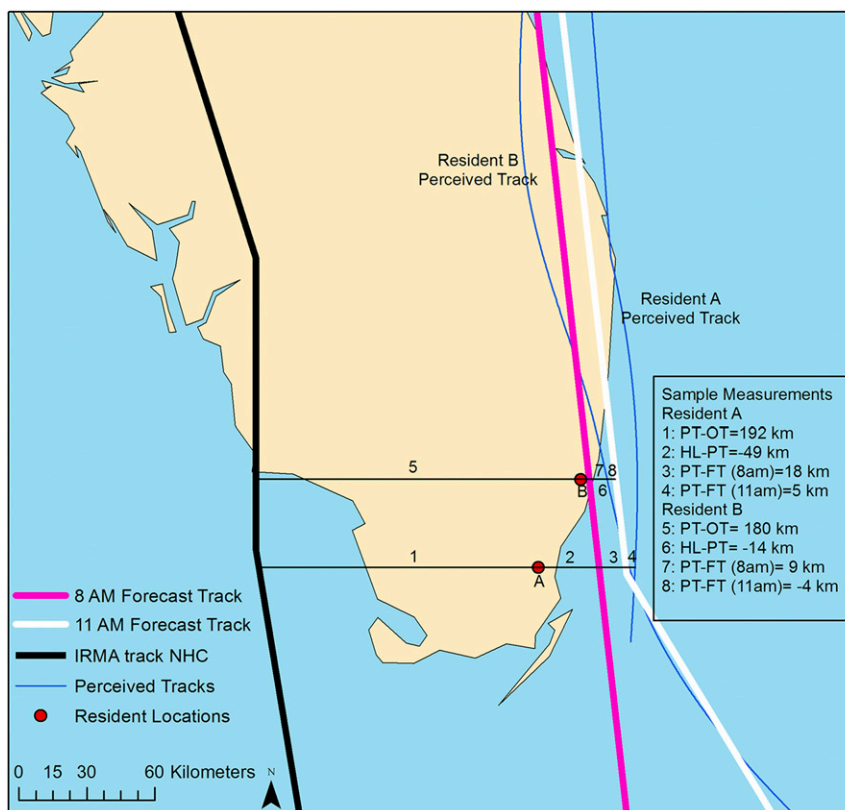 Resident B
Perceived Track
Resident A
Perceived Track
Sample Measurements
Resident A
1: PT-OT=192 km
2: HL-PT=-49 km
3: PT-FT (8am)=18 km
4: PT-FT (11am)=5 km
Resident B
5: PT-OT= 180 km
6: HL-PT= -14 km
7: PT-FT (8am)= 9 km
8: PT-FT (11am)= -4 km
5
7 8
B 6
1
2
3
4
A
8 AM Forecast Track
11 AM Forecast Track
IRMA track NHC
Perceived Tracks
Resident Locations
0 15 30 60 Kilometers
N